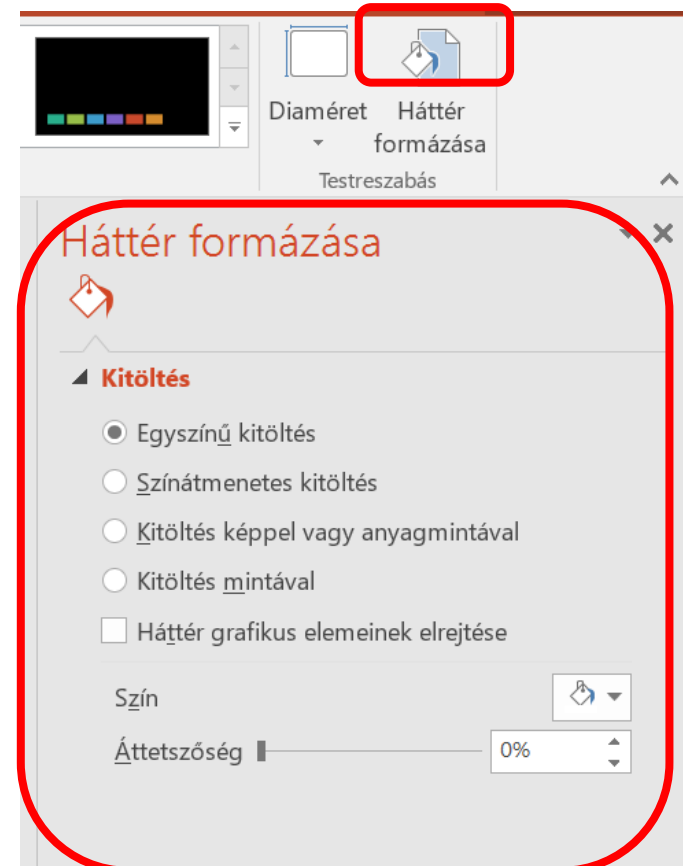 Diaméret
Háttér
formázása
Testreszabás
Háttér formázása
Kitöltés
Egyszínű kitöltés
Színátmenetes kitöltés
Kitöltés képpel vagy anyagmintával
Kitöltés mintával
Háttér grafikus elemeinek elrejtése
Szín
Áttetszőség 0%